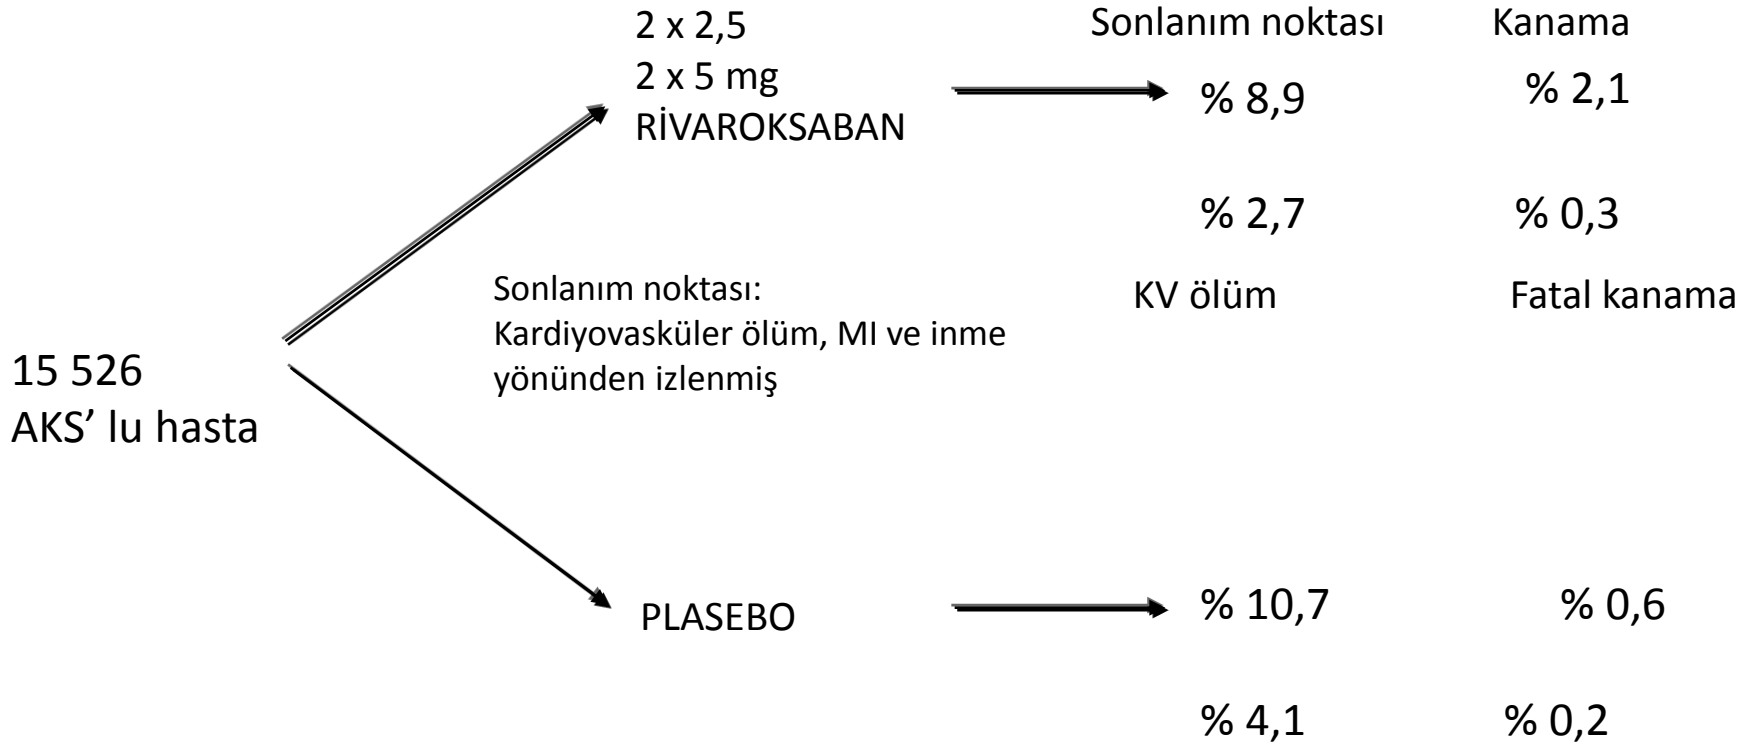 2 x 2,5
2 x 5 mg
RİVAROKSABAN
Sonlanım noktası
Kanama
% 8,9
% 2,1
% 2,7
% 0,3
KV ölüm
Fatal kanama
Sonlanım noktası:
Kardiyovasküler ölüm, MI ve inme
yönünden izlenmiş
15 526
AKS’ lu hasta
PLASEBO
% 10,7
% 0,6
% 4,1
% 0,2